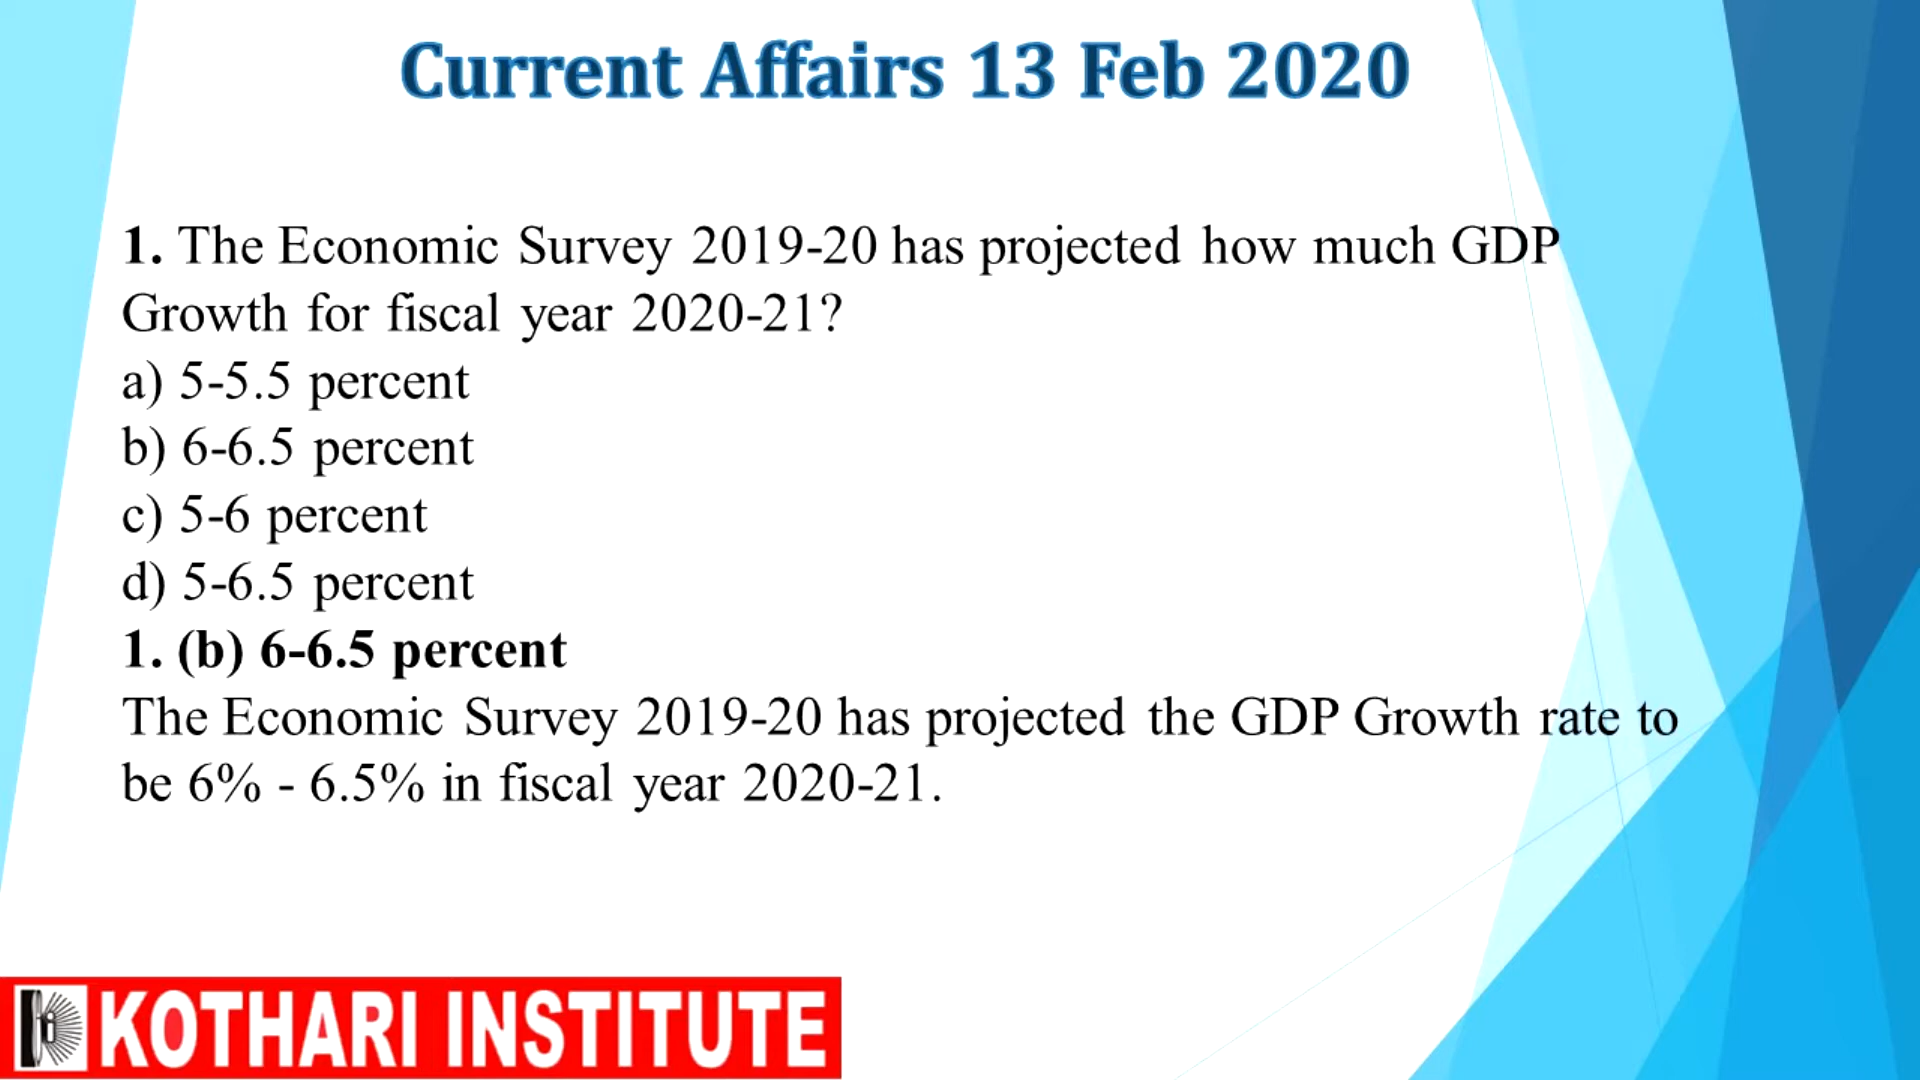 Current Affairs 13 Feb 2020
1. The Economic Survey 2019-20 has projected how much GDP
Growth for fiscal year 2020-21?
a) 5-5.5 percent
b) 6-6.5 percent
c) 5-6 percent
d) 5-6.5 percent
1. (b) 6-6.5 percent
The Economic Survey 2019-20 has projected the GDP Growth rate to
be 6% - 6.5% in fiscal year 2020-21.
KOTHARI INSTITUTE